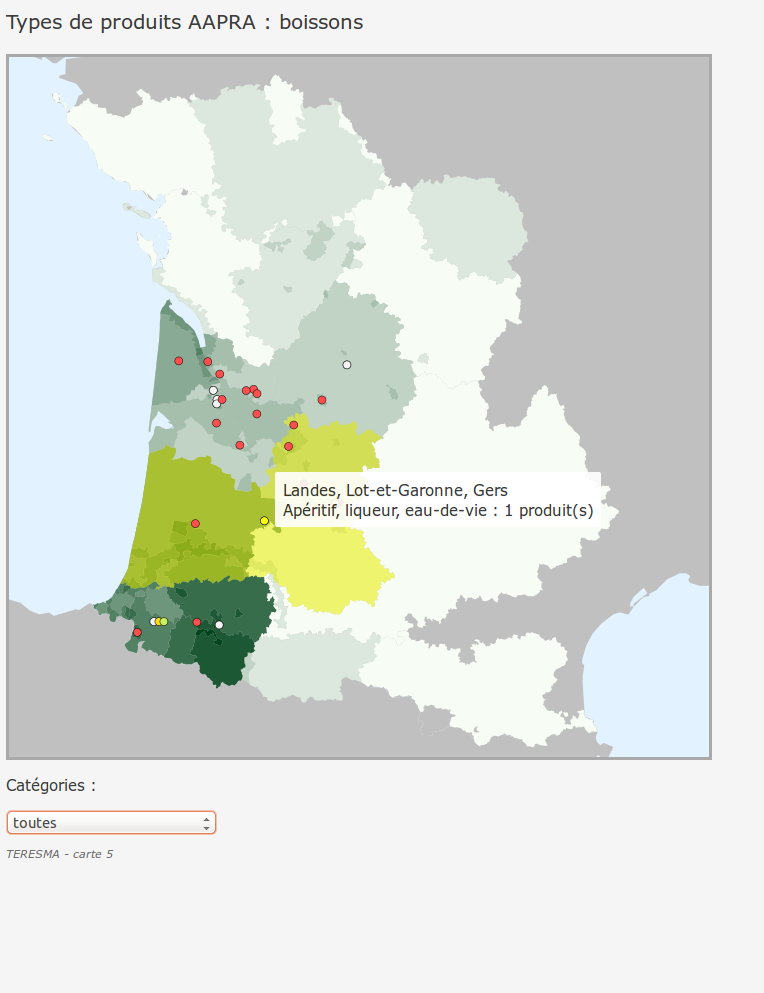 Types de produits AAPRA : boissons
Landes, Lot-et-Garonne, Gers
Apéritif, liqueur, eau-de-vie : 1 produit(s)
Catégories :
toutes
TERESMA - carte 5